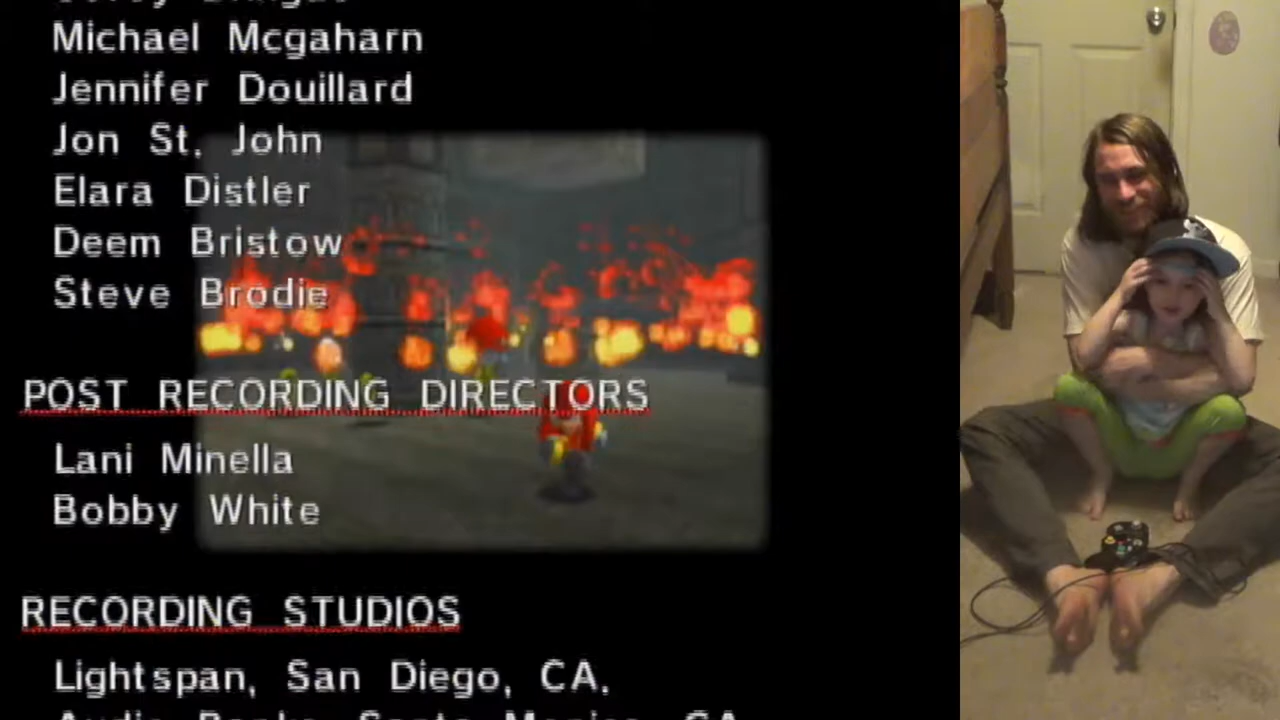 Michael Mcgaharn
Jennifer Douillard
Jon St. John
Elara Distler
Deem Bristow
Steve Brodie
POST RECORDING DIRECTORS
Lani Minella
Bobby White
RECORDING STUDIOS
Lightspan, San Diego, CA.